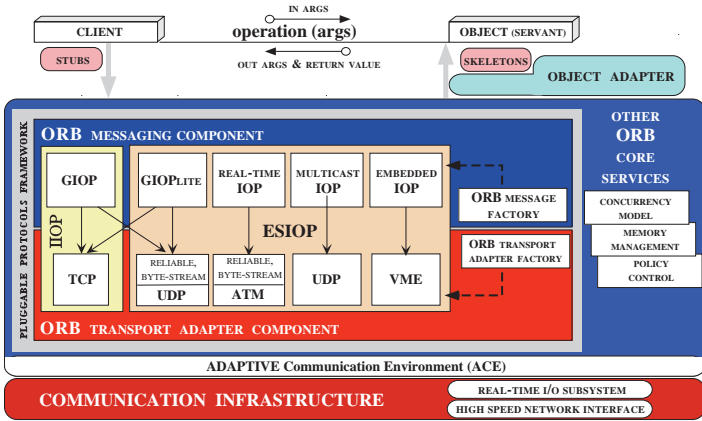 IN ARGS
CLIENT
operation (args)
OBJECT (SERVANT)
OUT ARGS & RETURN VALUE
STUBS
SKELETONS
OBJECT ADAPTER
PLUGGABLE PROTOCOLS FRAMEWORK
ORB MESSAGING COMPONENT
GIOP
GIOPLITE
REAL-TIME
IOP
MULTICAST
IOP
EMBEDDED
IOP
ORB MESSAGE
FACTORY
IIOP
ESIOP
ORB TRANSPORT
ADAPTER FACTORY
TCP
RELIABLE,
BYTE-STREAM
UDP
RELIABLE,
BYTE-STREAM
ATM
UDP
VME
ORB TRANSPORT ADAPTER COMPONENT
OTHER
ORB
CORE
SERVICES
CONCURRENCY
MODEL
MEMORY
MANAGEMENT
POLICY
CONTROL
ADAPTIVE Communication Environment (ACE)
COMMUNICATION INFRASTRUCTURE
REAL-TIME I/O SUBSYSTEM
HIGH SPEED NETWORK INTERFACE